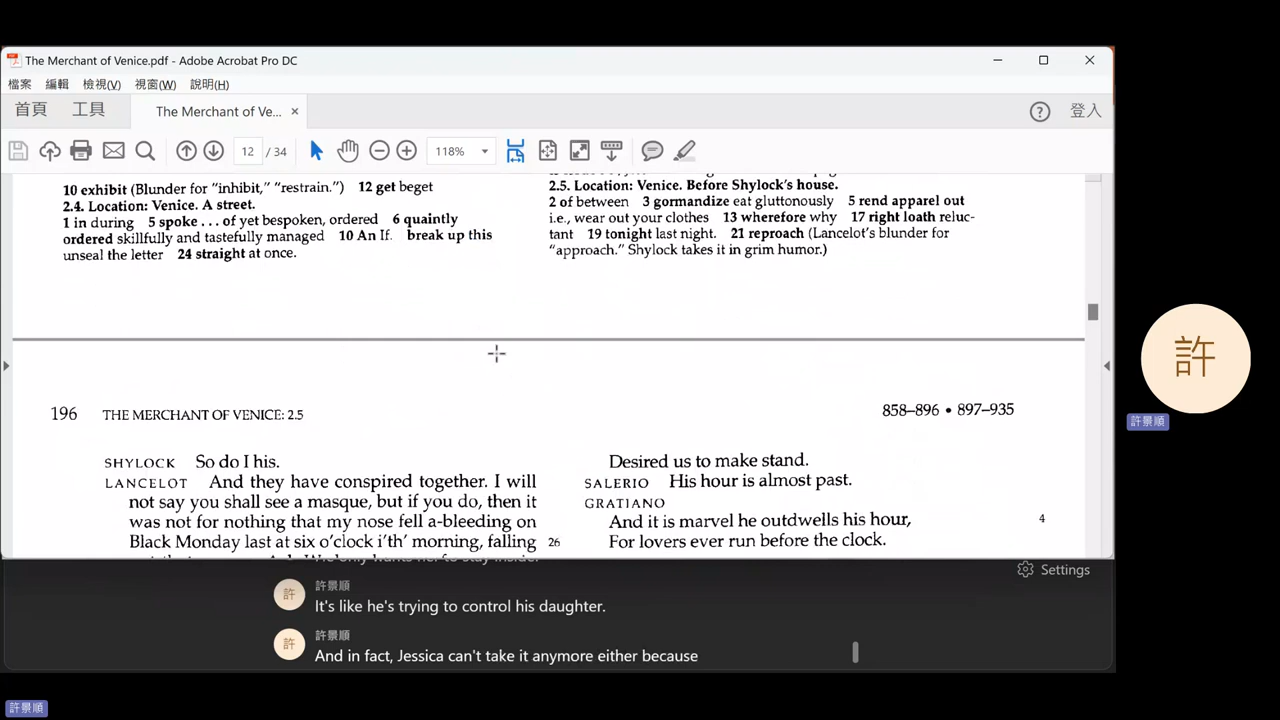 The Merchant of Venice.pdf - Adobe Acrobat Pro DC
檔案 編輯 檢視(V) 視窗(W) 說明(H)
首頁 工具 The Merchant of Ve... × 登入
12 / 34 118%
10 exhibit (Blunder for “inhibit,” “restrain.”) 12 get beget
2.4. Location: Venice. A street.
1 in during 5 spoke . . . of yet bespoken, ordered 6 quaintly
ordered skillfully and tastefully managed 10 An If. break up this
unseal the letter 24 straight at once.
2.5. Location: Venice. Before Shylock’s house.
2 of between 3 gormandize eat gluttonously 5 rend apparel out
i.e., wear out your clothes 13 wherefore why 17 right loath reluc-
tant 19 tonight last night. 21 reproach (Lancelot’s blunder for
“approach.” Shylock takes it in grim humor.)
196 THE MERCHANT OF VENICE: 2.5 858–896 • 897–935
SHYLOCK So do I his.
LANCELOT And they have conspired together. I will
not say you shall see a masque, but if you do, then it
was not for nothing that my nose fell a-bleeding on
Black Monday last at six o’clock i’th’ morning, falling 26
Desired us to make stand.
SALERIO His hour is almost past.
GRATIANO
And it is marvel he outdwells his hour, 4
For lovers ever run before the clock.
Settings
許 許景順
It's like he's trying to control his daughter.
許 許景順
And in fact, Jessica can't take it anymore either because
許
許景順
許景順